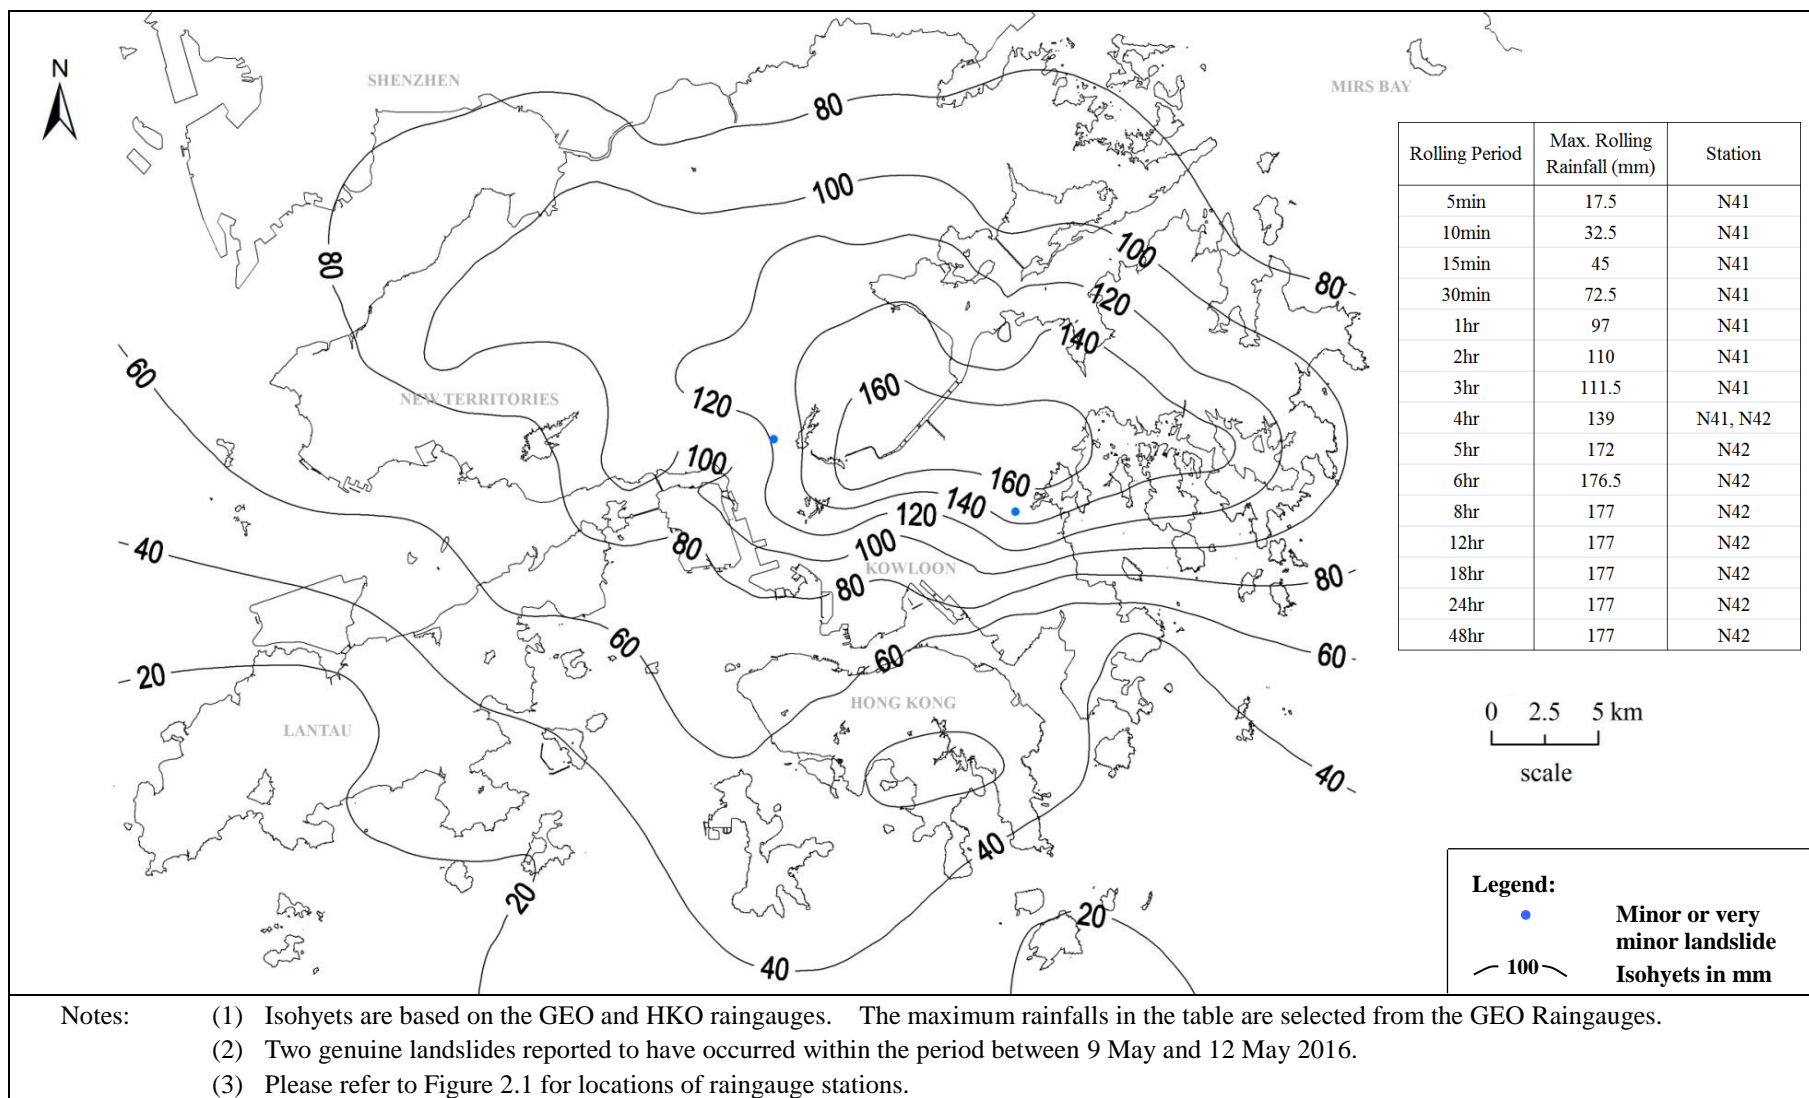 N
SHENZHEN
MIRS BAY
80
100
80
100
80
120
140
60
160
120
NEW TERRITORIES
100
160
140
120
100
80
40
KOWLOON
80
80
60
60
60
20
HONG KONG
LANTAU
40
40
20
20
40
Rolling Period Max. Rolling Rainfall (mm) Station
5min 17.5 N41
10min 32.5 N41
15min 45 N41
30min 72.5 N41
1hr 97 N41
2hr 110 N41
3hr 111.5 N41
4hr 139 N41, N42
5hr 172 N42
6hr 176.5 N42
8hr 177 N42
12hr 177 N42
18hr 177 N42
24hr 177 N42
48hr 177 N42
0 2.5 5 km
scale
Legend:
Minor or very
minor landslide
100 Isohyets in mm
Notes: (1) Isohyets are based on the GEO and HKO raingauges. The maximum rainfalls in the table are selected from the GEO Raingauges.
(2) Two genuine landslides reported to have occurred within the period between 9 May and 12 May 2016.
(3) Please refer to Figure 2.1 for locations of raingauge stations.